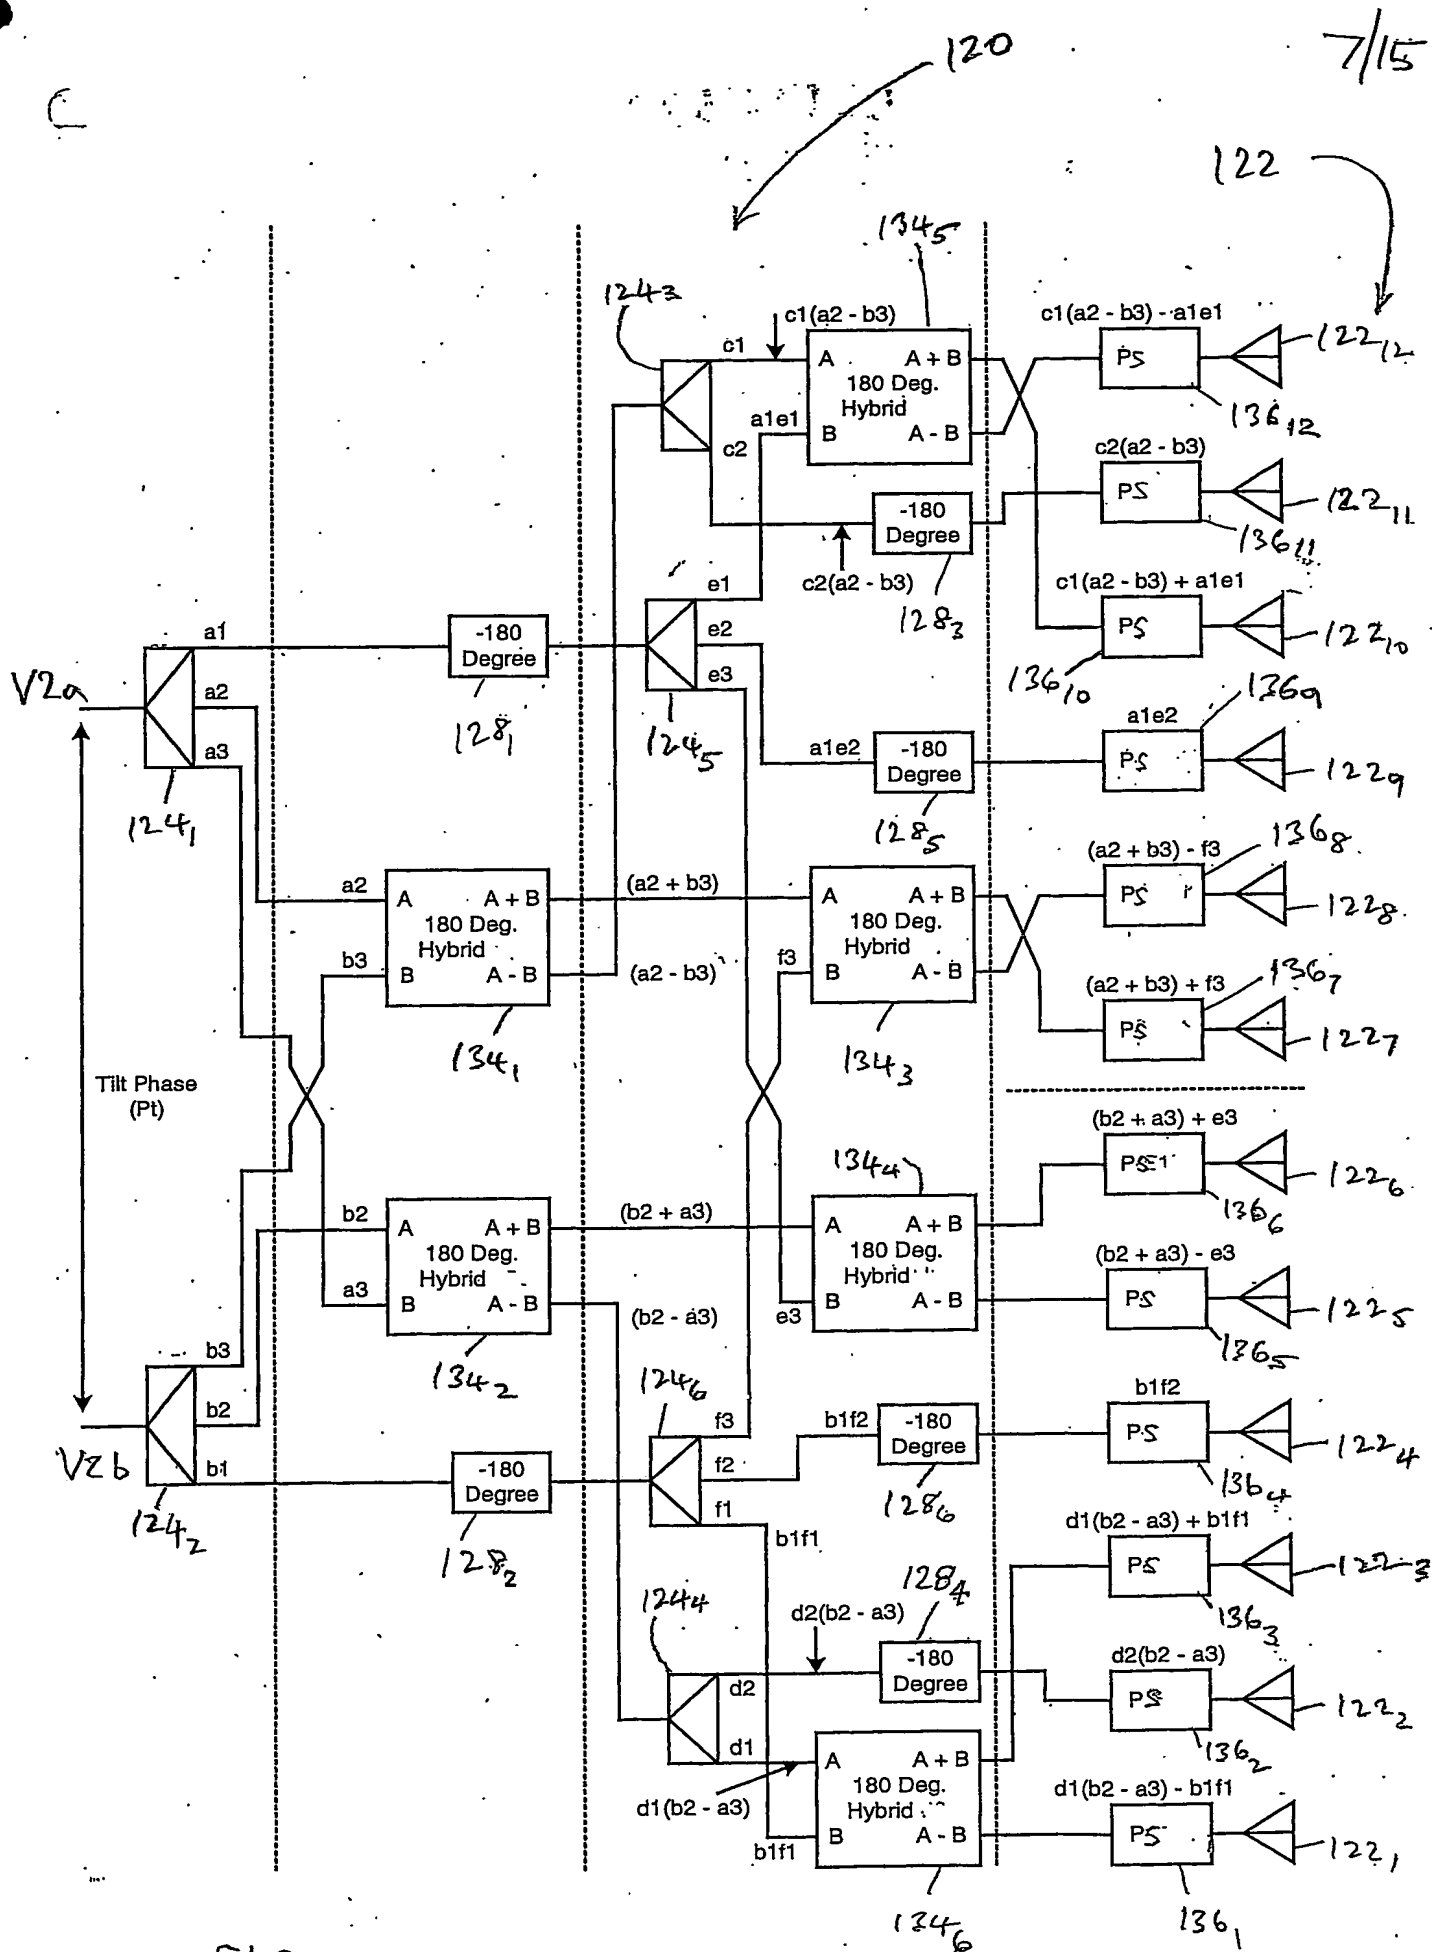 120
7/15
C
122
134₅
124₃
c1(a2 - b3)
c1(a2 - b3) - a1e1
c1
A
A + B
PS
122₁₂
180 Deg.
Hybrid
a1e1
B
A - B
136₁₂
c2
c2(a2 - b3)
PS
122₁₁
-180
Degree
136₁₁
c2(a2 - b3)
128₃
e1
c1(a2 - b3) + a1e1
PS
122₁₀
136₁₀
a1
-180
Degree
e2
e3
V2a
a2
a3
128₁
124₅
124₁
136₉
a1e2
a1e2
-180
Degree
PS
122₉
128₅
136₈
(a2 + b3) - f3
a2
A
A + B
(a2 + b3)
A
A + B
PS
122₈
180 Deg.
Hybrid
180 Deg.
Hybrid
b3
B
A - B
(a2 - b3)
f3
B
A - B
136₇
(a2 + b3) + f3
PS
122₇
134₁
134₃
Tilt Phase
(Pt)
(b2 + a3) + e3
134₄
122₆
136₆
b2
A
A + B
(b2 + a3)
A
A + B
180 Deg.
Hybrid
180 Deg.
Hybrid
(b2 + a3) - e3
a3
B
A - B
(b2 - a3)
e3
B
A - B
PS
122₅
136₅
b3
134₂
124₆
b1f2
b2
f3
b1f2
-180
Degree
PS
122₄
V2b
b1
-180
Degree
f2
f1
128₆
136₄
124₂
128₂
b1f1
d1(b2 - a3) + b1f1
PS
122₃
124₄
128₄
d2(b2 - a3)
136₃
-180
Degree
d2(b2 - a3)
d2
PS
122₂
136₂
d1
A
A + B
d1(b2 - a3)
180 Deg.
Hybrid
d1(b2 - a3) - b1f1
b1f1
B
A - B
PS
122₁
134₆
136₁